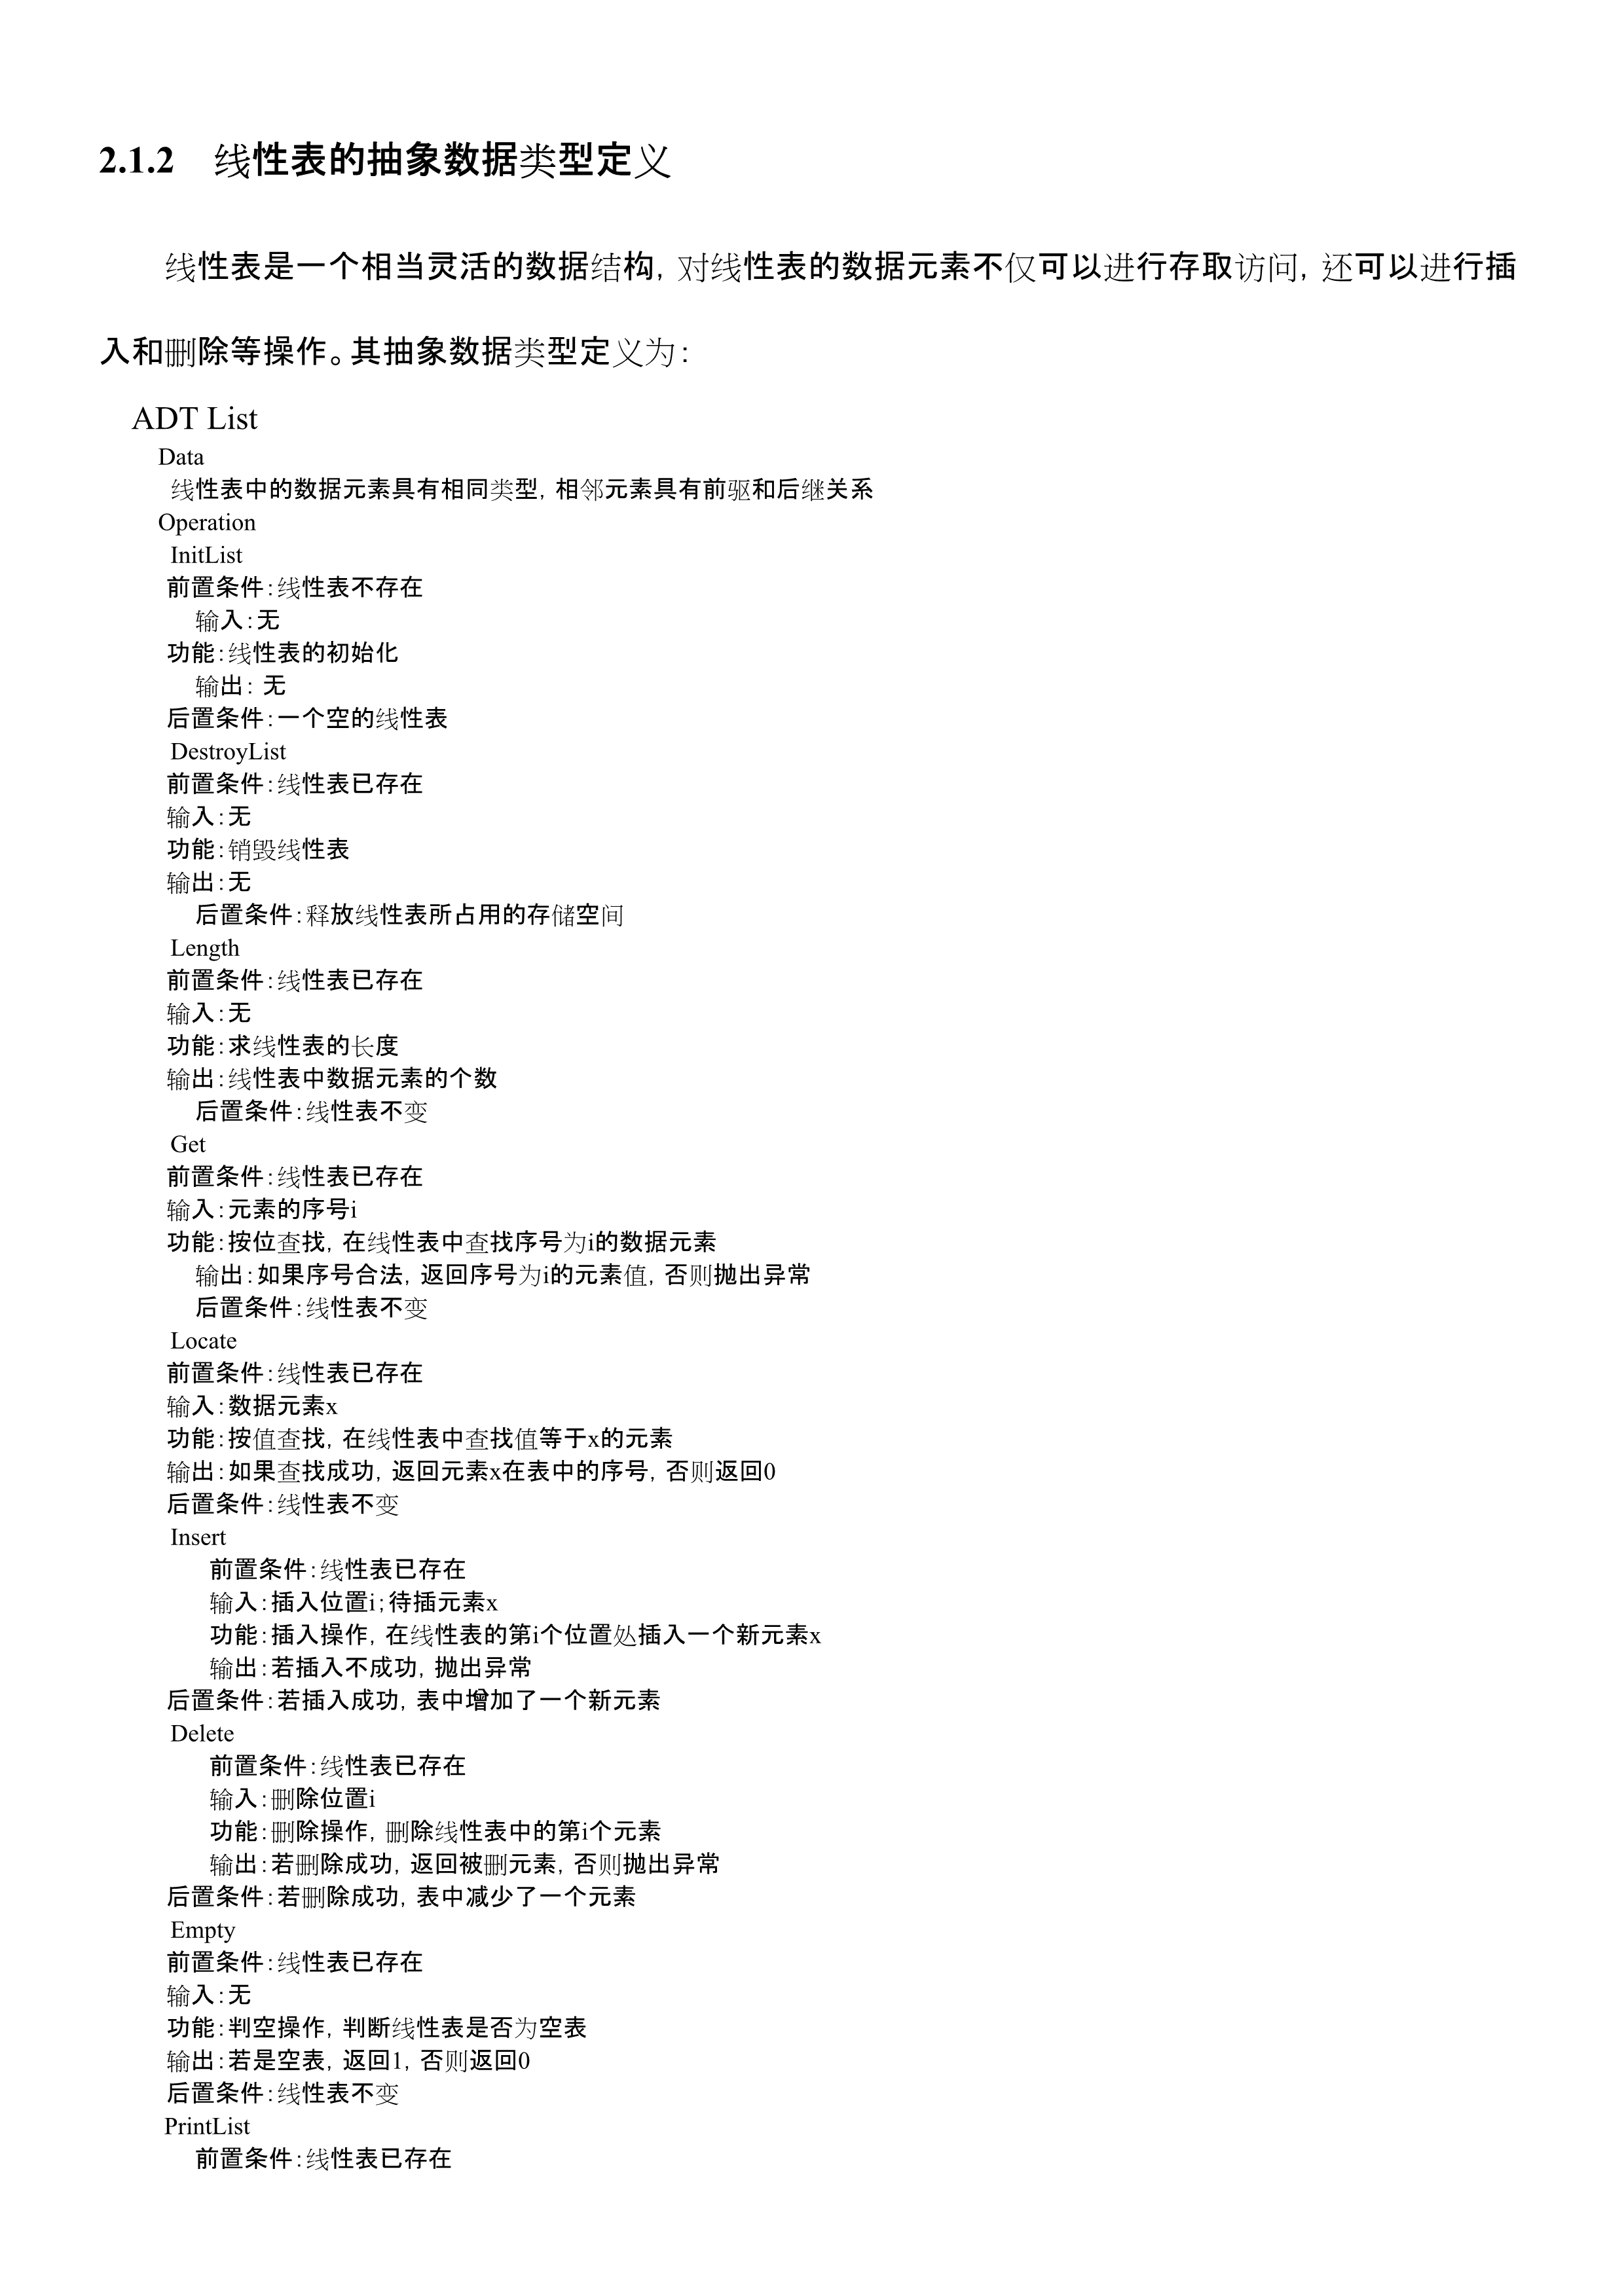 2.1.2 线性表的抽象数据类型定义
线性表是一个相当灵活的数据结构，对线性表的数据元素不仅可以进行存取访问，还可以进行插
入和删除等操作。其抽象数据类型定义为：
ADT List
Data
线性表中的数据元素具有相同类型，相邻元素具有前驱和后继关系
Operation
InitList
前置条件：线性表不存在
输入：无
功能：线性表的初始化
输出：无
后置条件：一个空的线性表
DestroyList
前置条件：线性表已存在
输入：无
功能：销毁线性表
输出：无
后置条件：释放线性表所占用的存储空间
Length
前置条件：线性表已存在
输入：无
功能：求线性表的长度
输出：线性表中数据元素的个数
后置条件：线性表不变
Get
前置条件：线性表已存在
输入：元素的序号i
功能：按位查找，在线性表中查找序号为i的数据元素
输出：如果序号合法，返回序号为i的元素值，否则抛出异常
后置条件：线性表不变
Locate
前置条件：线性表已存在
输入：数据元素x
功能：按值查找，在线性表中查找值等于x的元素
输出：如果查找成功，返回元素x在表中的序号，否则返回0
后置条件：线性表不变
Insert
前置条件：线性表已存在
输入：插入位置i；待插元素x
功能：插入操作，在线性表的第i个位置处插入一个新元素x
输出：若插入不成功，抛出异常
后置条件：若插入成功，表中增加了一个新元素
Delete
前置条件：线性表已存在
输入：删除位置i
功能：删除操作，删除线性表中的第i个元素
输出：若删除成功，返回被删元素，否则抛出异常
后置条件：若删除成功，表中减少了一个元素
Empty
前置条件：线性表已存在
输入：无
功能：判空操作，判断线性表是否为空表
输出：若是空表，返回1，否则返回0
后置条件：线性表不变
PrintList
前置条件：线性表已存在